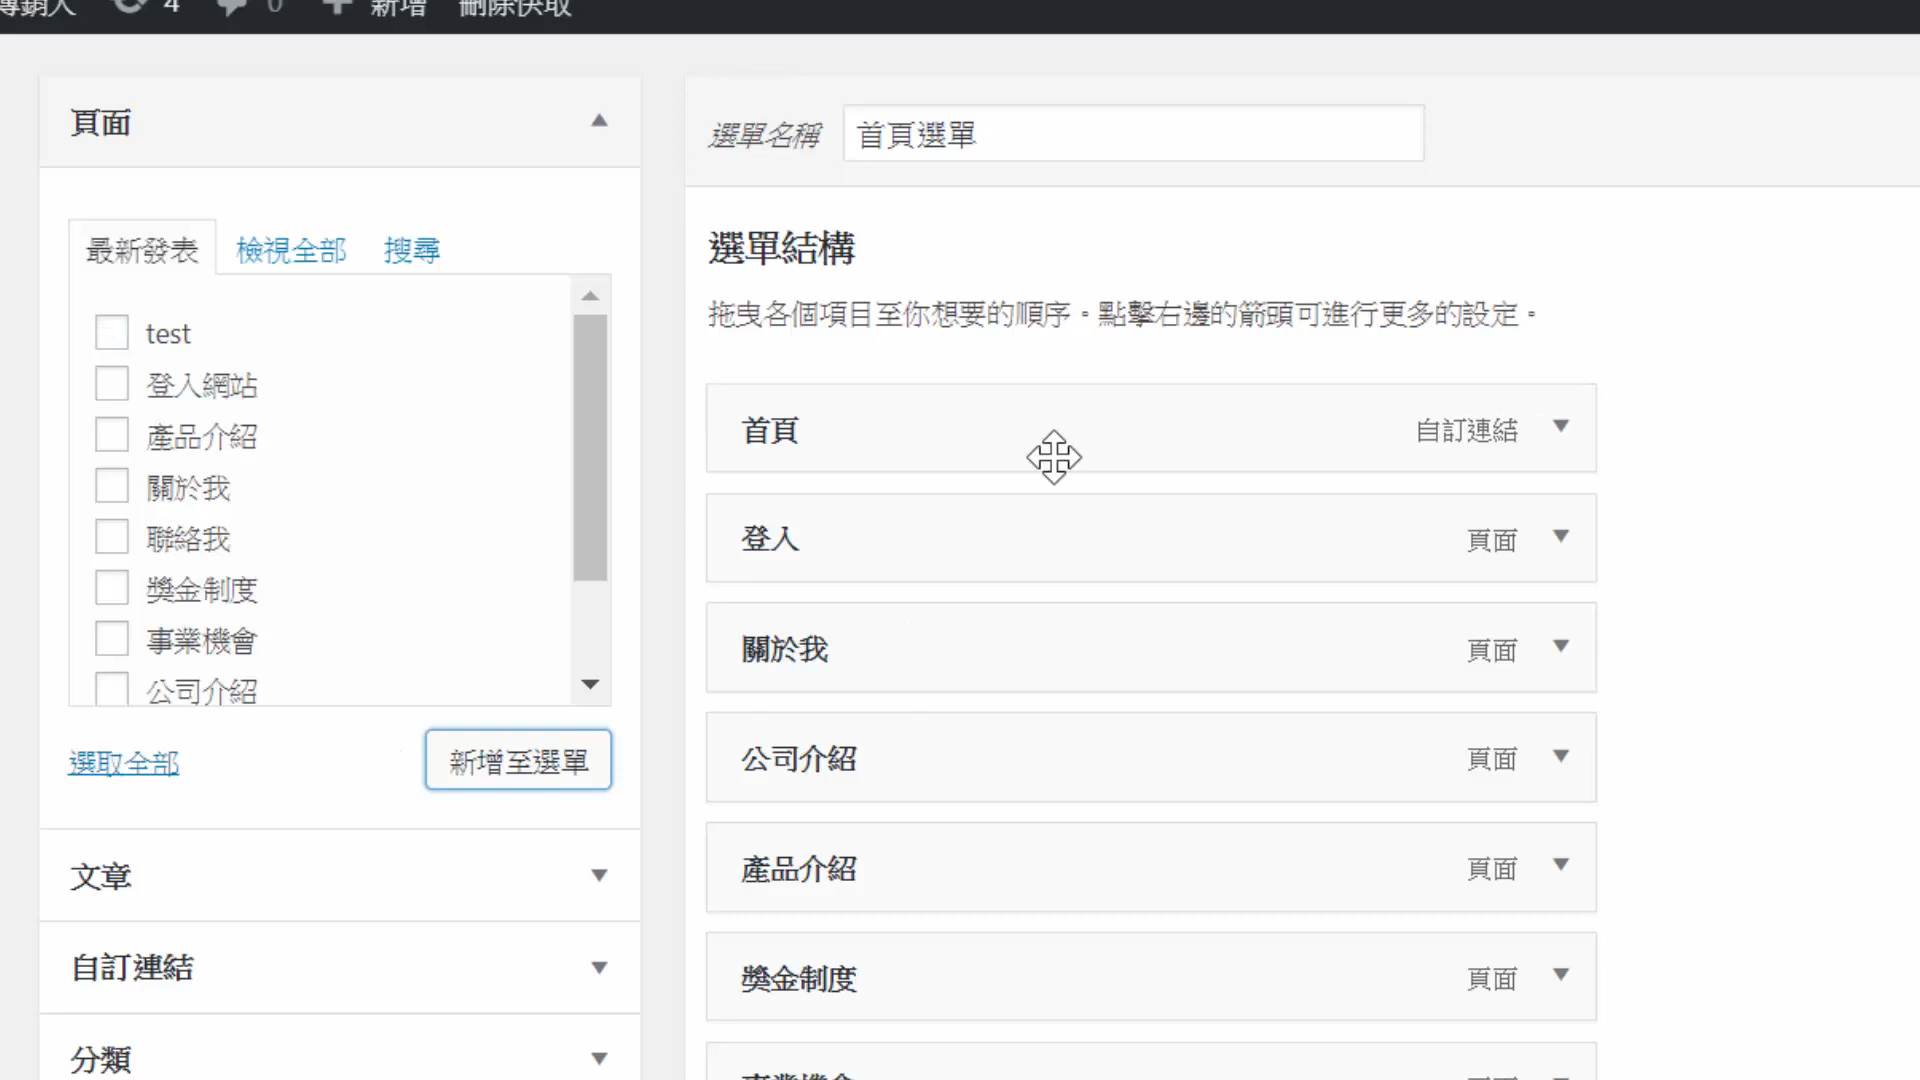 4 0 新增 刪除快取
頁面
最新發表 檢視全部 搜尋
test
登入網站
產品介紹
關於我
聯絡我
獎金制度
事業機會
公司介紹
選取全部 新增至選單
文章
自訂連結
分類
選單名稱 首頁選單
選單結構
拖曳各個項目至你想要的順序。點擊右邊的箭頭可進行更多的設定。
首頁 自訂連結
登入 頁面
關於我 頁面
公司介紹 頁面
產品介紹 頁面
獎金制度 頁面